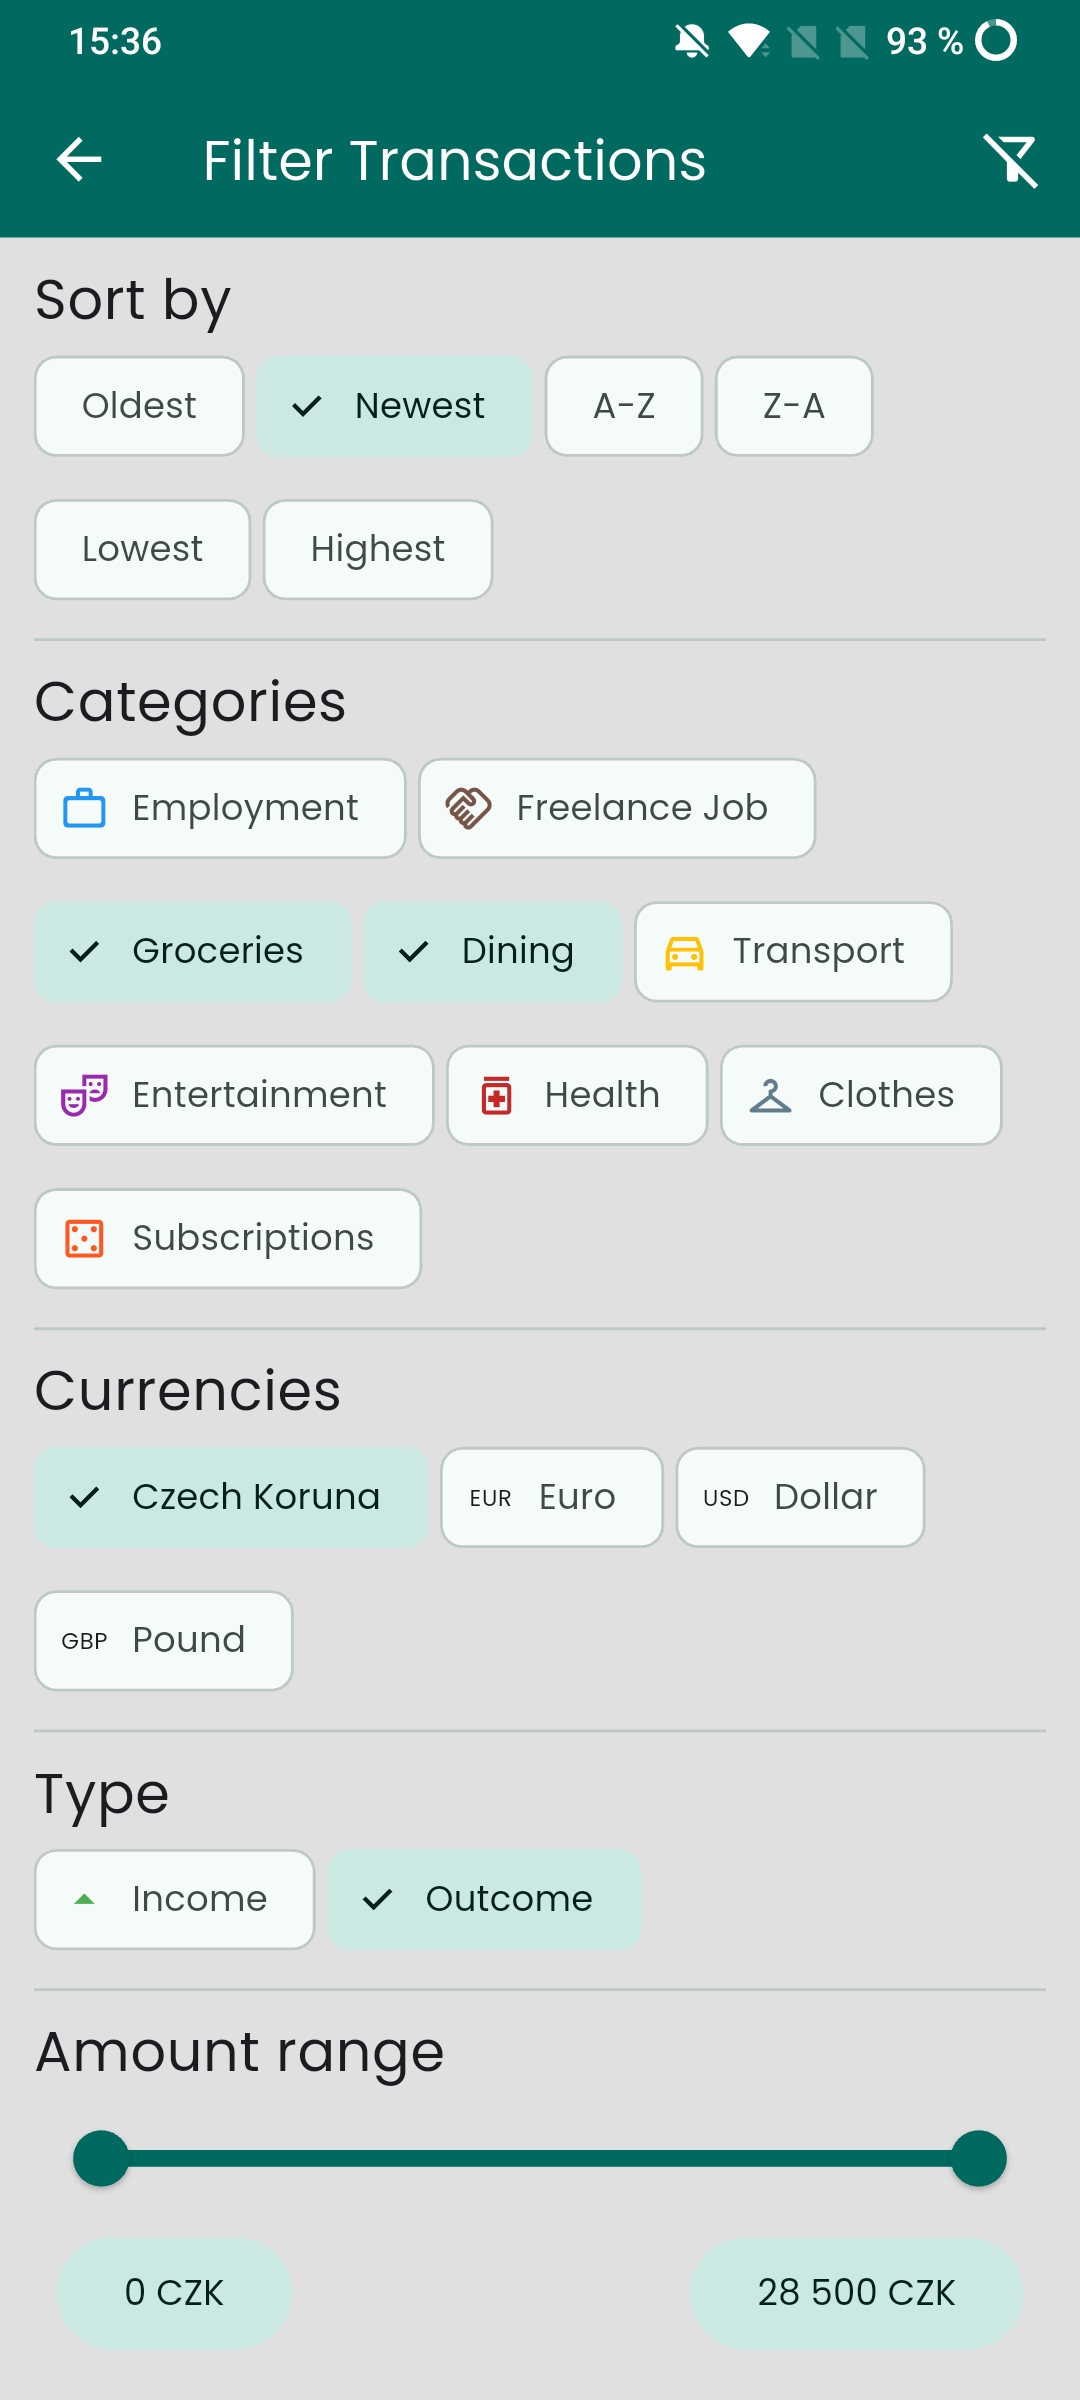 15:36 93 %
Filter Transactions
Sort by
Oldest Newest A-Z Z-A
Lowest Highest
Categories
Employment Freelance Job
Groceries Dining Transport
Entertainment Health Clothes
Subscriptions
Currencies
Czech Koruna EUR Euro USD Dollar
GBP Pound
Type
Income Outcome
Amount range
0 CZK 28 500 CZK